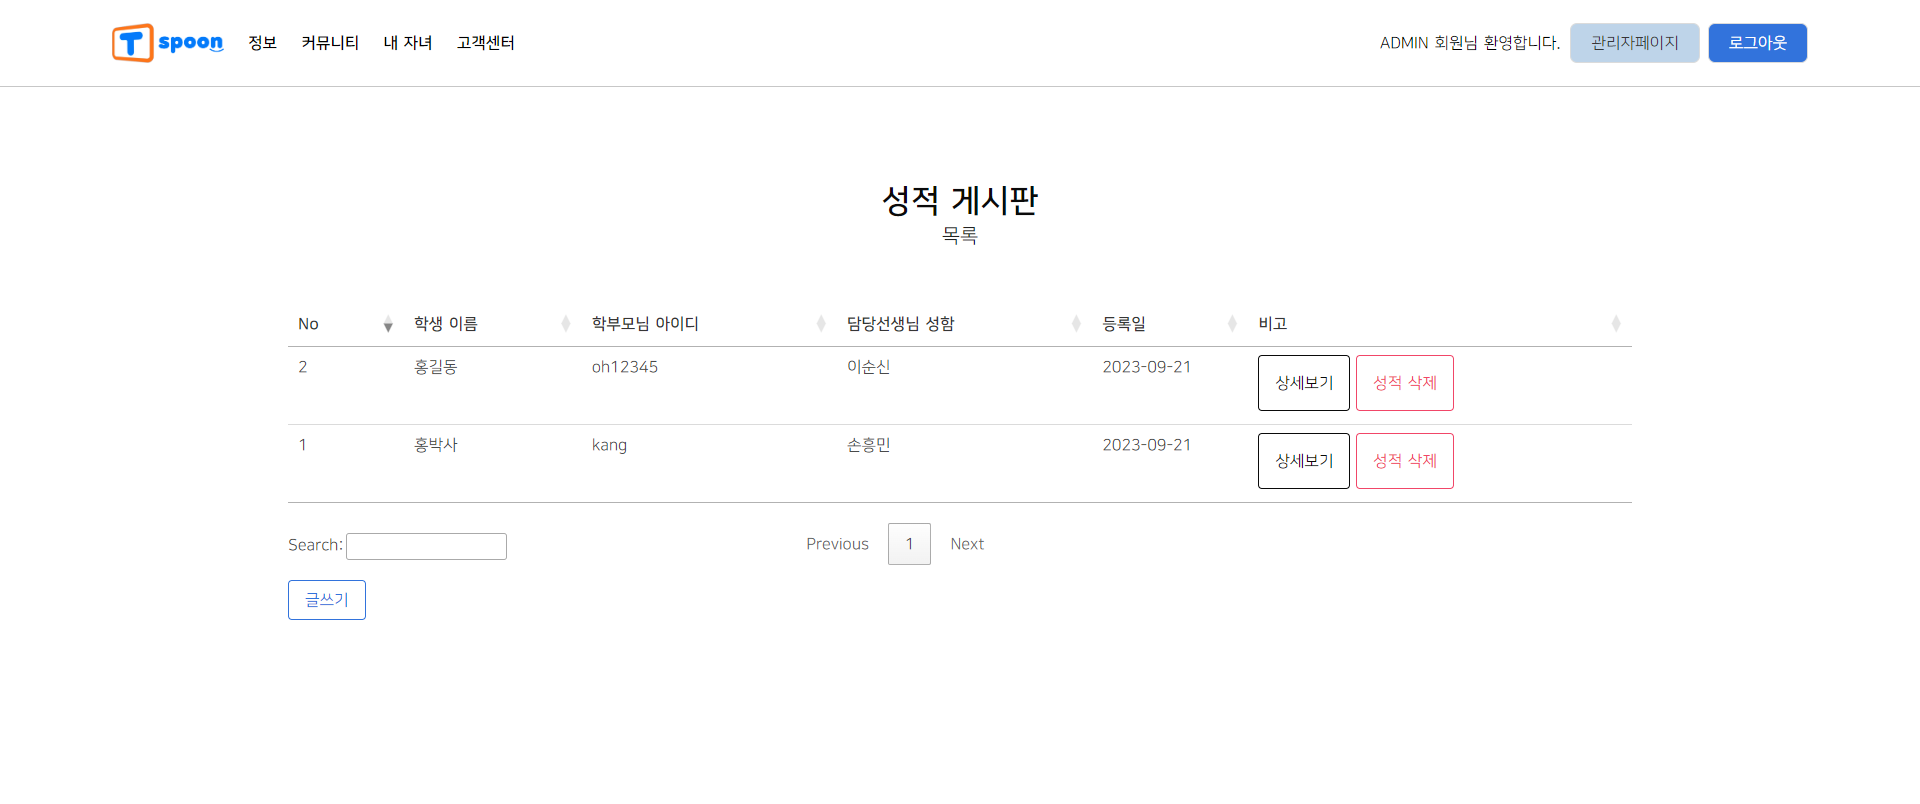 T spoon 정보 커뮤니티 내 자녀 고객센터 ADMIN 회원님 환영합니다. 관리자페이지 로그아웃
성적 게시판
목록
No 학생 이름 학부모님 아이디 담당선생님 성함 등록일 비고
2 홍길동 oh12345 이순신 2023-09-21 상세보기 성적 삭제
1 홍박사 kang 손흥민 2023-09-21 상세보기 성적 삭제
Search: Previous 1 Next
글쓰기